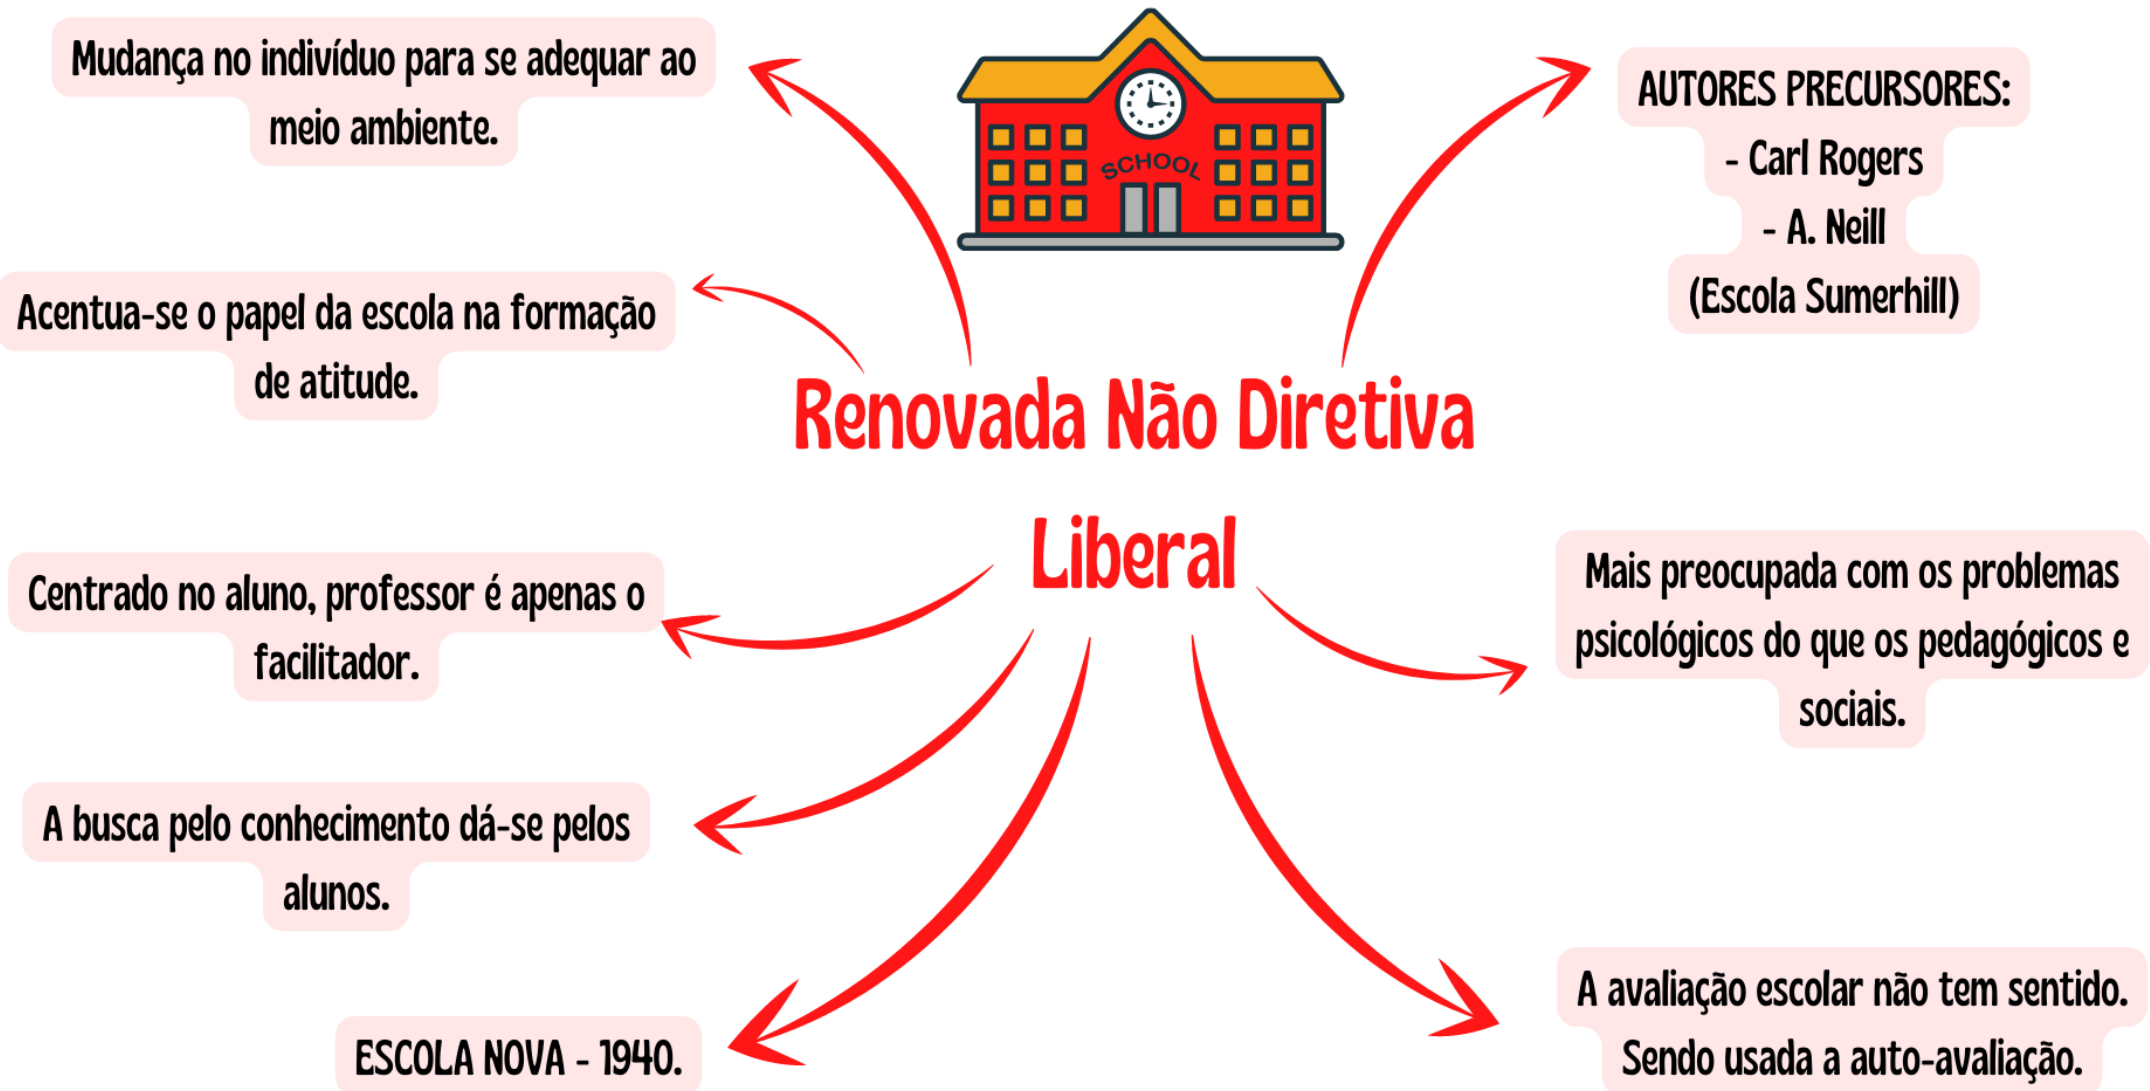 Mudança no indivíduo para se adequar ao
meio ambiente.
SCHOOL
AUTORES PRECURSORES:
- Carl Rogers
- A. Neill
(Escola Sumerhill)
Acentua-se o papel da escola na formação
de atitude.
Renovada Não Diretiva
Liberal
Centrado no aluno, professor é apenas o
facilitador.
Mais preocupada com os problemas
psicológicos do que os pedagógicos e
sociais.
A busca pelo conhecimento dá-se pelos
alunos.
ESCOLA NOVA - 1940.
A avaliação escolar não tem sentido.
Sendo usada a auto-avaliação.